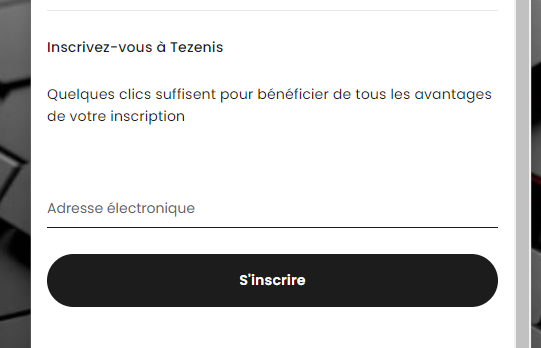 Inscrivez-vous à Tezenis
Quelques clics suffisent pour bénéficier de tous les avantages
de votre inscription
Adresse électronique
S'inscrire